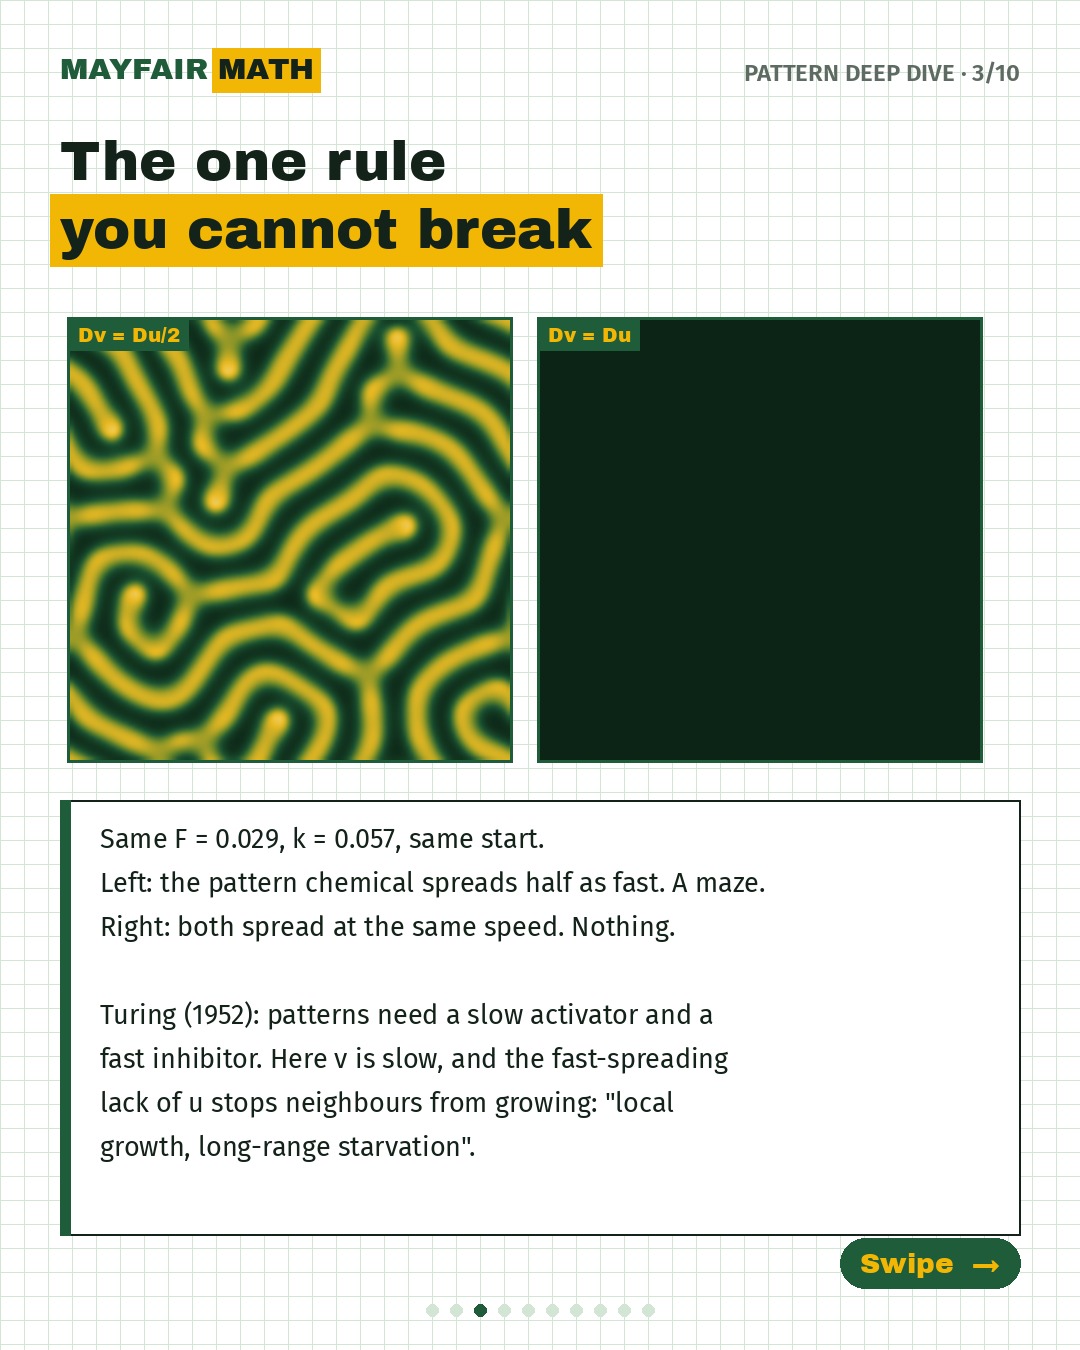 MAYFAIR MATH
PATTERN DEEP DIVE · 3/10
The one rule
you cannot break
Dv = Du/2
Dv = Du
Same F = 0.029, k = 0.057, same start.
Left: the pattern chemical spreads half as fast. A maze.
Right: both spread at the same speed. Nothing.
Turing (1952): patterns need a slow activator and a
fast inhibitor. Here v is slow, and the fast-spreading
lack of u stops neighbours from growing: "local
growth, long-range starvation".
Swipe →